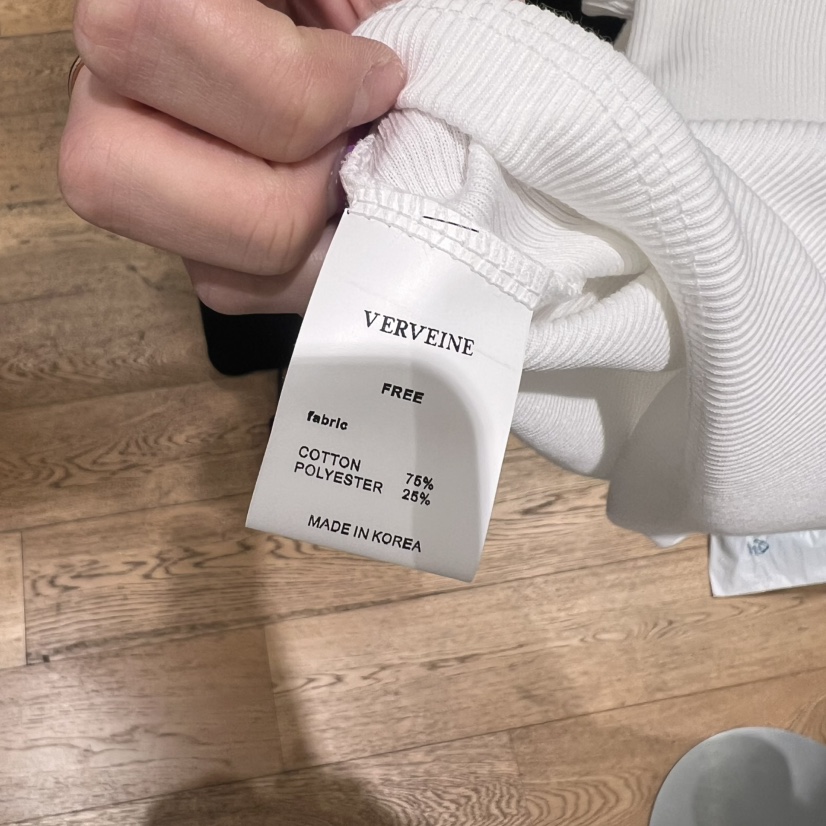 VERVEINE
FREE
fabric
COTTON 75%
POLYESTER 25%
MADE IN KOREA